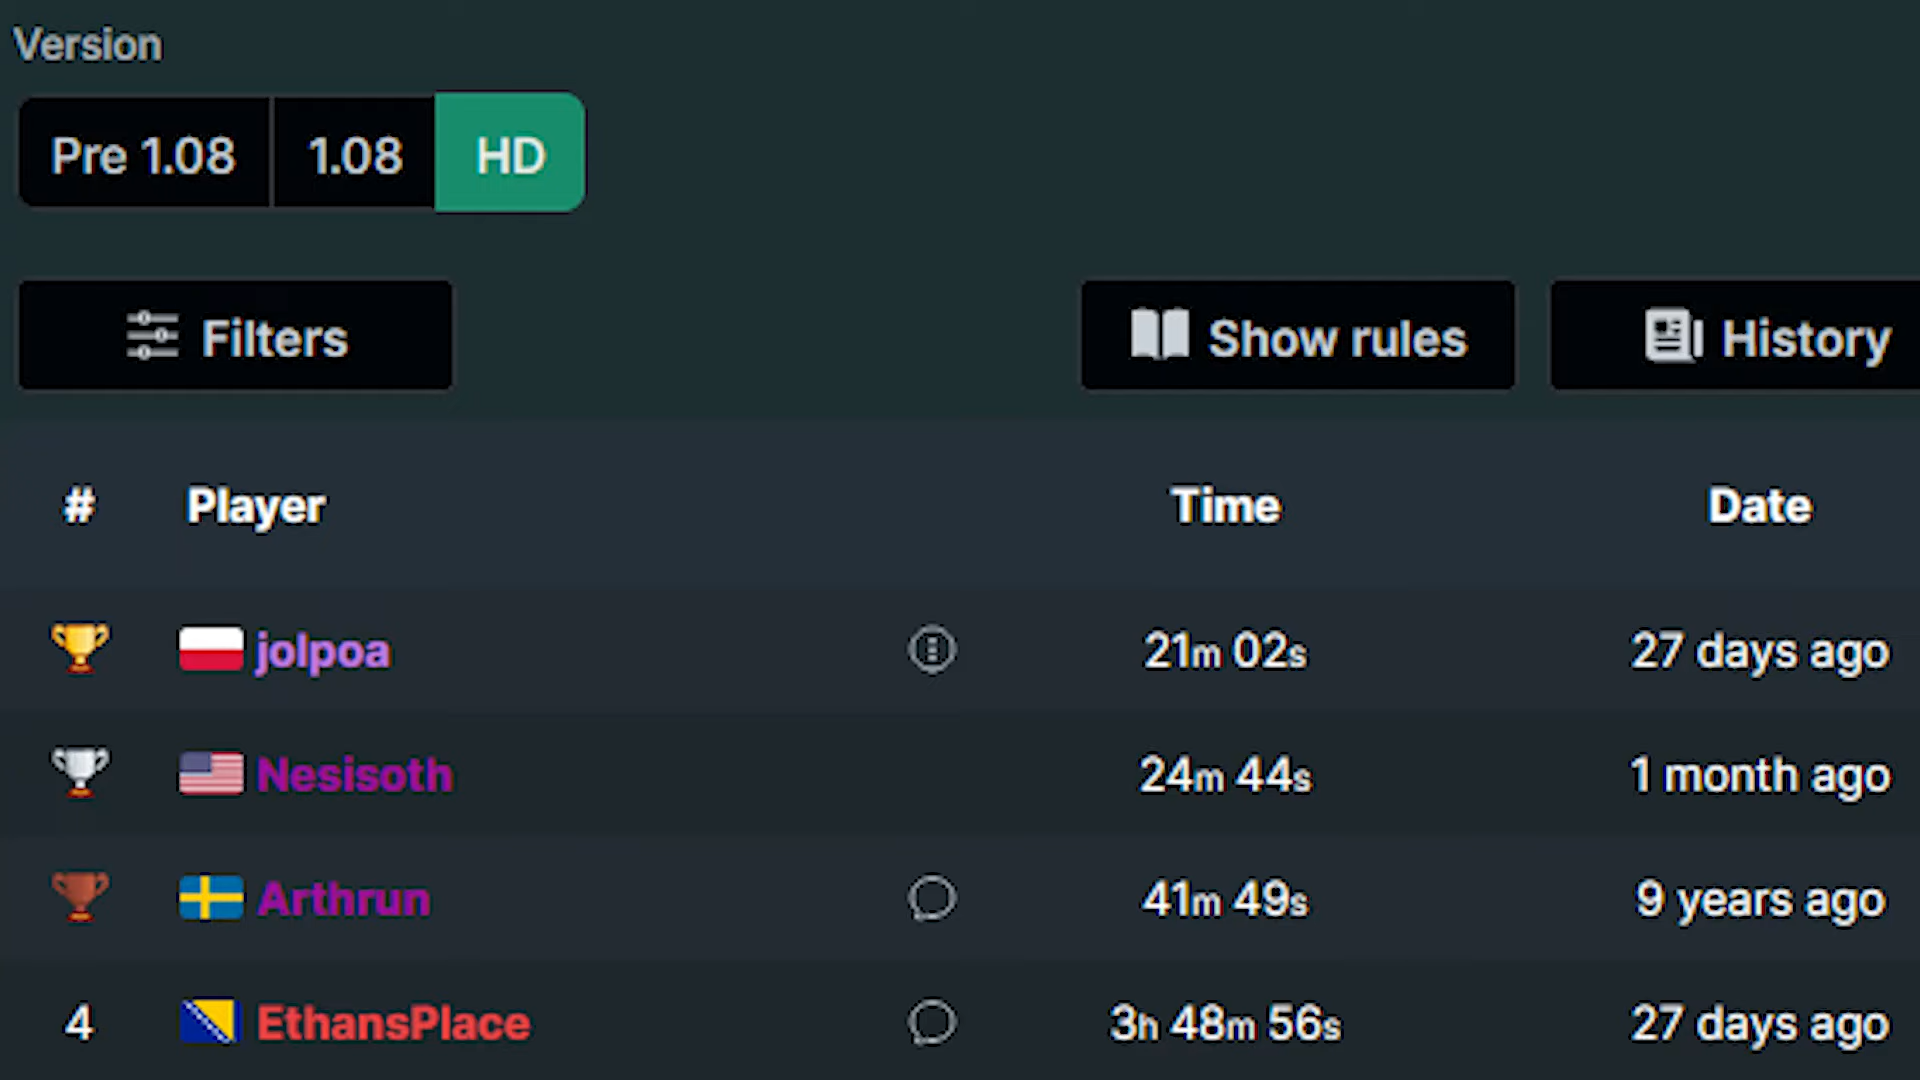 Version
Pre 1.08 1.08 HD
Filters Show rules History
# Player Time Date
jolpoa 21m 02s 27 days ago
Nesisoth 24m 44s 1 month ago
Arthrun 41m 49s 9 years ago
4 EthansPlace 3h 48m 56s 27 days ago